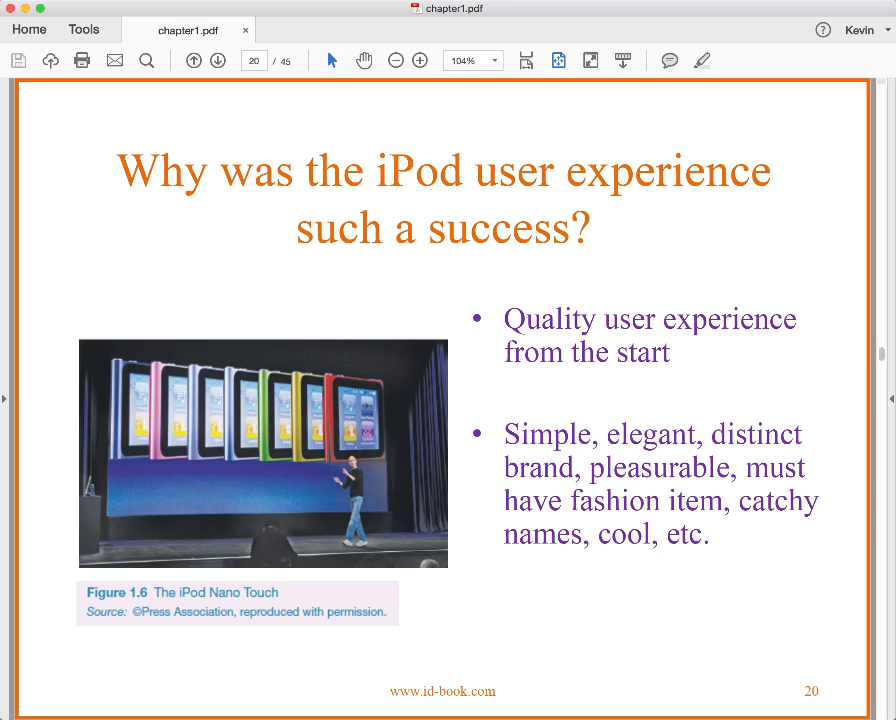 chapter1.pdf
Home Tools chapter1.pdf × ? Kevin
20 / 45 104%
Why was the iPod user experience
such a success?
• Quality user experience
from the start
• Simple, elegant, distinct
brand, pleasurable, must
have fashion item, catchy
names, cool, etc.
Figure 1.6 The iPod Nano Touch
Source: ©Press Association, reproduced with permission.
www.id-book.com 20